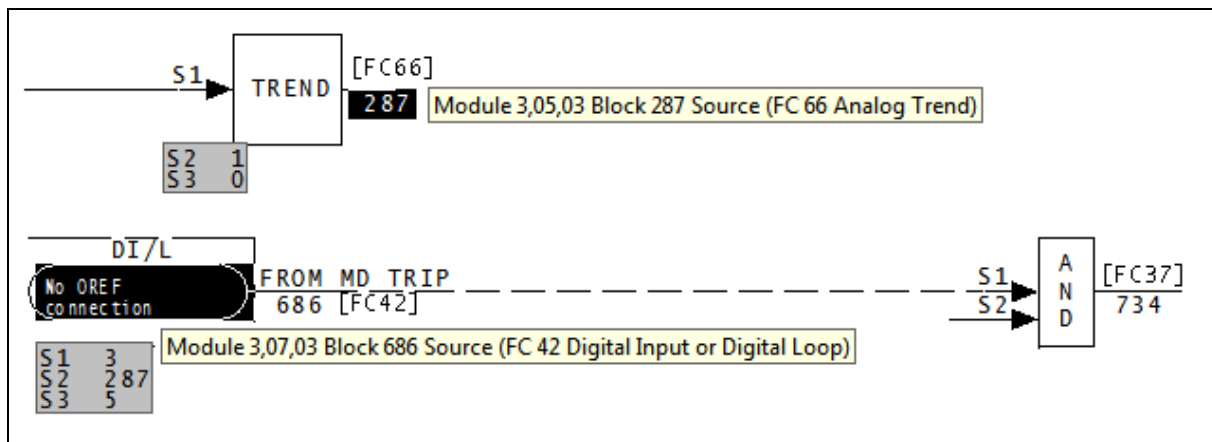 S1
TREND
[FC66]
287
Module 3,05,03 Block 287 Source (FC 66 Analog Trend)
S2 1
S3 0
DI/L
No OREF
connection
FROM MD TRIP
686 [FC42]
S1 3
S2 287
S3 5
Module 3,07,03 Block 686 Source (FC 42 Digital Input or Digital Loop)
S1
S2
AND
[FC37]
734